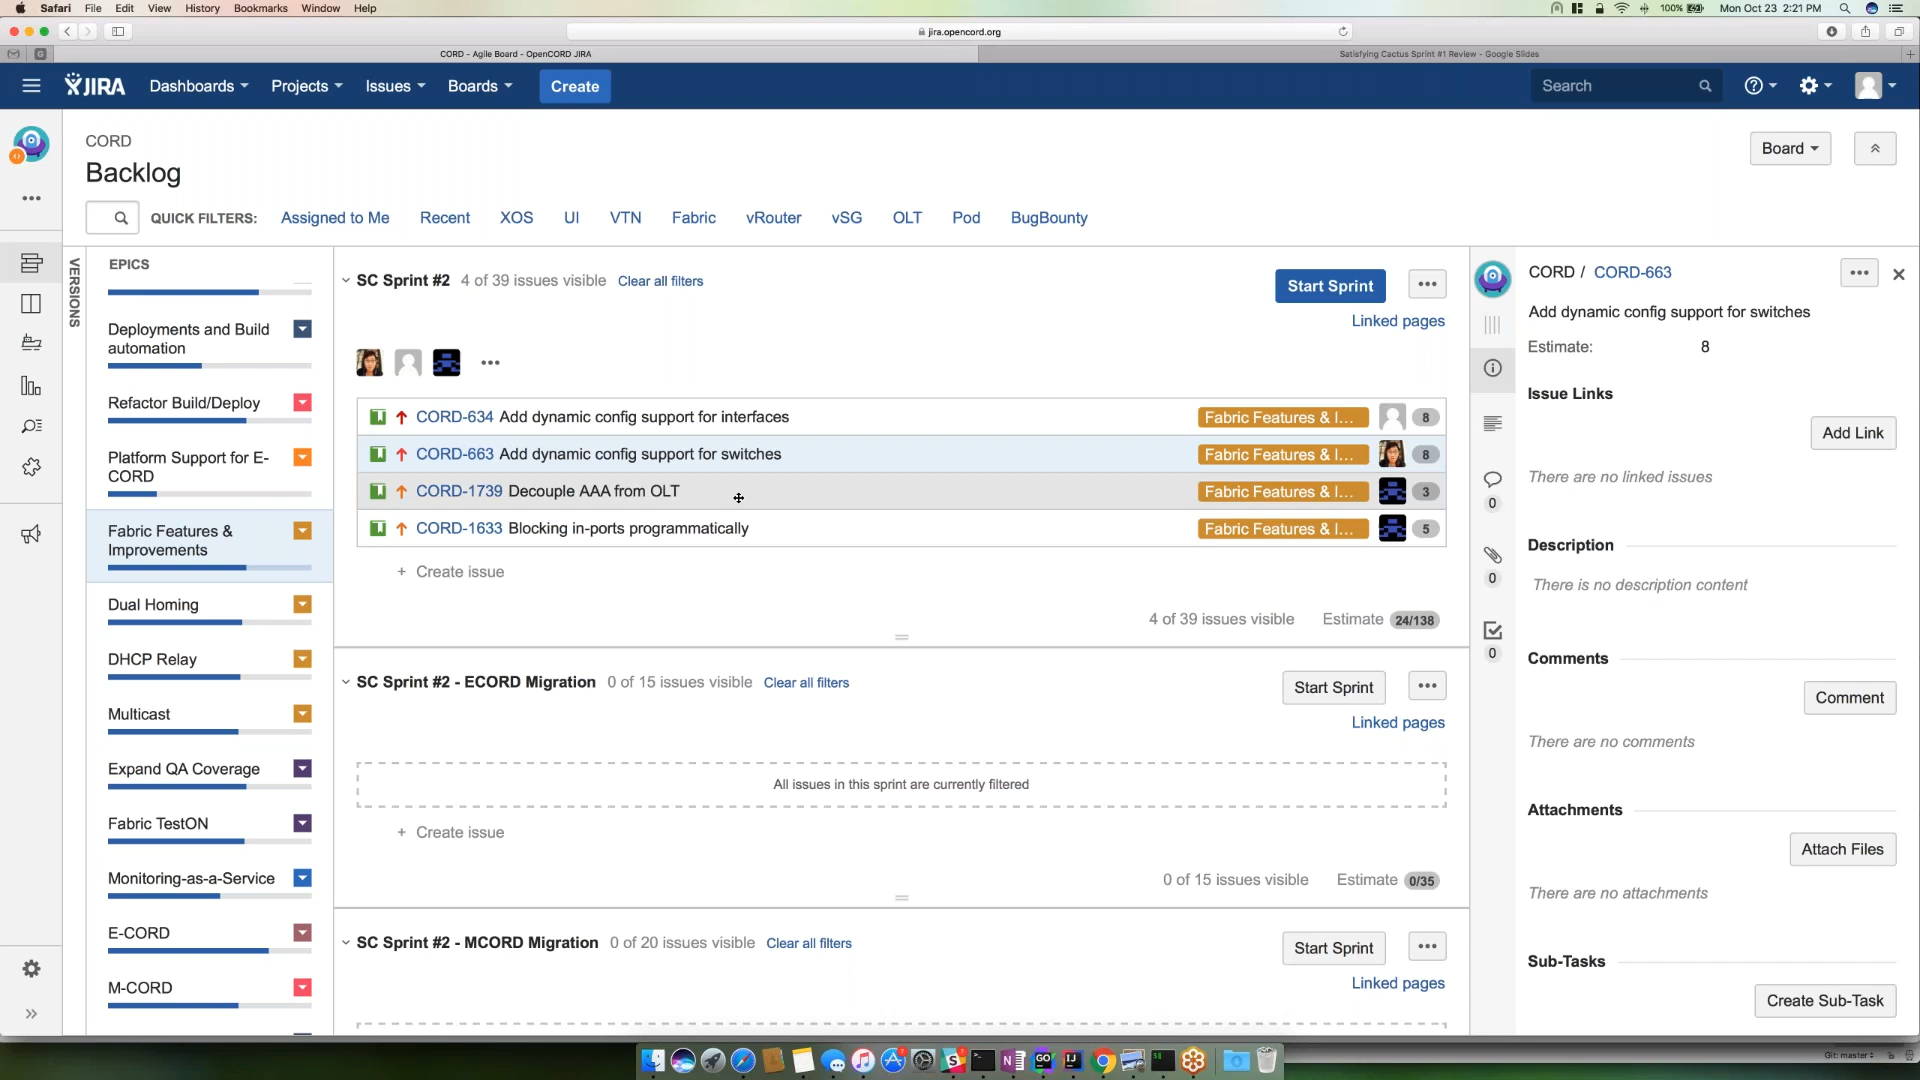 Safari File Edit View History Bookmarks Window Help
100% Mon Oct 23 2:21 PM
jira.opencord.org
CORD - Agile Board - OpenCORD JIRA
Satisfying Cactus Sprint #1 Review - Google Slides
JIRA Dashboards Projects Issues Boards Create
Search
CORD
Backlog
Board
QUICK FILTERS: Assigned to Me Recent XOS UI VTN Fabric vRouter vSG OLT Pod BugBounty
VERSIONS
EPICS
Deployments and Build
automation
Refactor Build/Deploy
Platform Support for E-
CORD
Fabric Features &
Improvements
Dual Homing
DHCP Relay
Multicast
Expand QA Coverage
Fabric TestON
Monitoring-as-a-Service
E-CORD
M-CORD
SC Sprint #2 4 of 39 issues visible Clear all filters
Start Sprint
Linked pages
CORD-634 Add dynamic config support for interfaces Fabric Features & I... 8
CORD-663 Add dynamic config support for switches Fabric Features & I... 8
CORD-1739 Decouple AAA from OLT Fabric Features & I... 3
CORD-1633 Blocking in-ports programmatically Fabric Features & I... 5
+ Create issue
4 of 39 issues visible Estimate 24/138
SC Sprint #2 - ECORD Migration 0 of 15 issues visible Clear all filters
Start Sprint
Linked pages
All issues in this sprint are currently filtered
+ Create issue
0 of 15 issues visible Estimate 0/35
SC Sprint #2 - MCORD Migration 0 of 20 issues visible Clear all filters
Start Sprint
Linked pages
CORD / CORD-663
Add dynamic config support for switches
Estimate: 8
Issue Links
Add Link
There are no linked issues
0
Description
0
There is no description content
0
Comments
Comment
There are no comments
Attachments
Attach Files
There are no attachments
Sub-Tasks
Create Sub-Task
Git: master